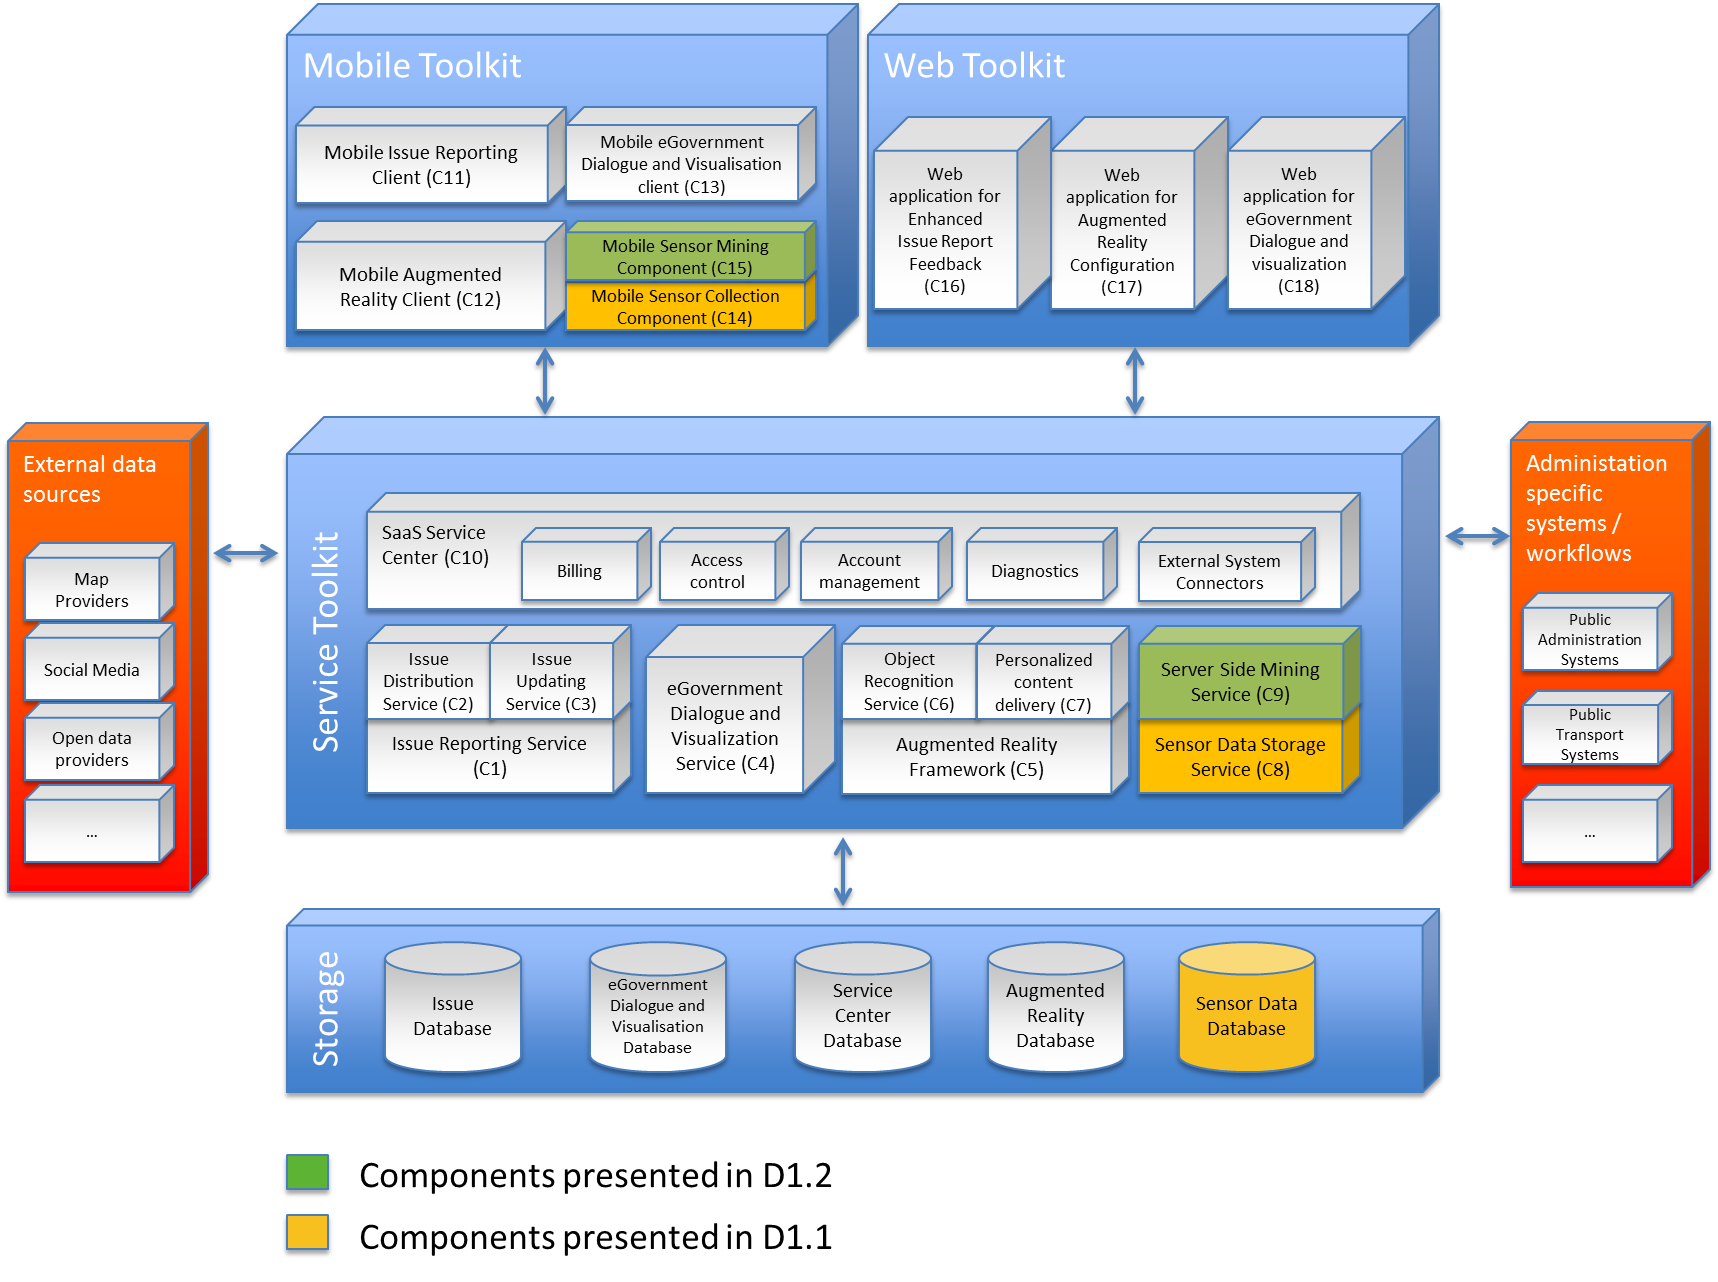 Mobile Toolkit
Mobile Issue Reporting
Client (C11)
Mobile eGovernment
Dialogue and Visualisation
client (C13)
Mobile Augmented
Reality Client (C12)
Mobile Sensor Mining
Component (C15)
Mobile Sensor Collection
Component (C14)
Web Toolkit
Web
application for
Enhanced
Issue Report
Feedback
(C16)
Web
application for
Augmented
Reality
Configuration
(C17)
Web
application for
eGovernment
Dialogue and
visualization
(C18)
External data
sources
Map
Providers
Social Media
Open data
providers
...
Service Toolkit
SaaS Service
Center (C10)
Billing
Access
control
Account
management
Diagnostics
External System
Connectors
Issue
Distribution
Service (C2)
Issue
Updating
Service (C3)
Issue Reporting Service
(C1)
eGovernment
Dialogue and
Visualization
Service (C4)
Object
Recognition
Service (C6)
Personalized
content
delivery (C7)
Augmented Reality
Framework (C5)
Server Side Mining
Service (C9)
Sensor Data Storage
Service (C8)
Administation
specific
systems /
workflows
Public
Administration
Systems
Public
Transport
Systems
...
Storage
Issue
Database
eGovernment
Dialogue and
Visualisation
Database
Service
Center
Database
Augmented
Reality
Database
Sensor Data
Database
Components presented in D1.2
Components presented in D1.1